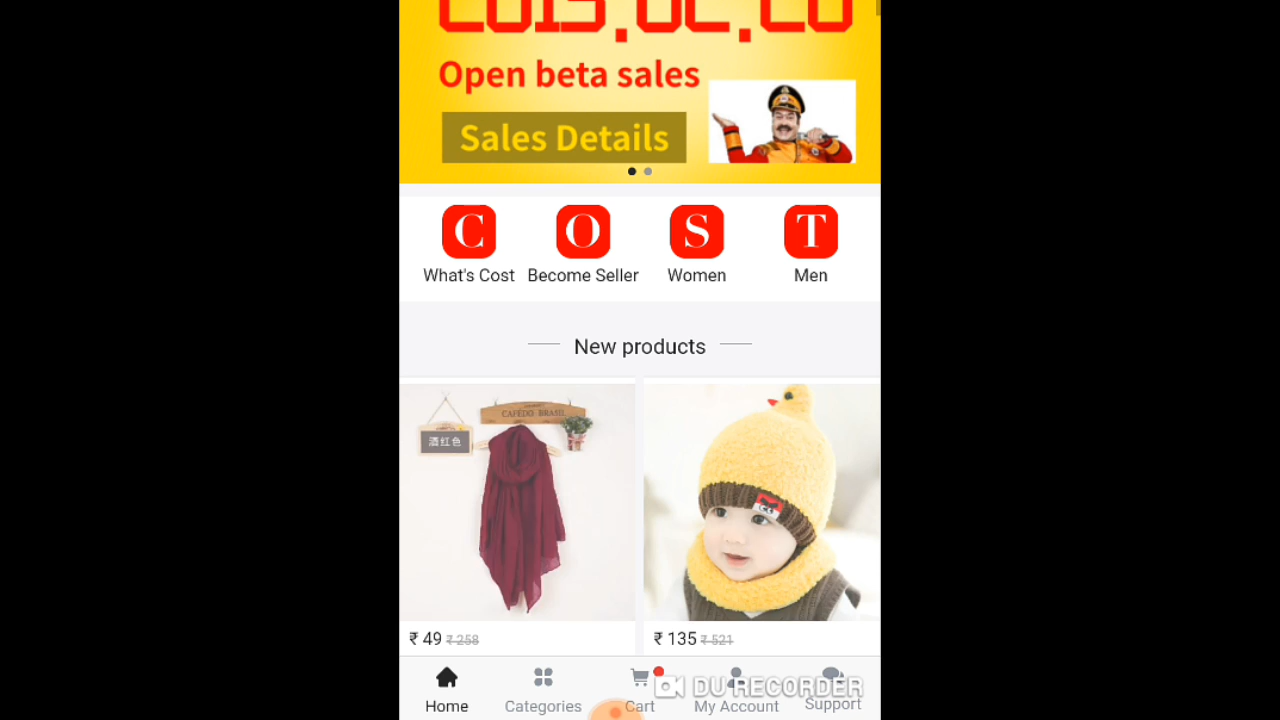 Open beta sales
Sales Details
C O S T
What's Cost Become Seller Women Men
New products
CAFÉDO BRASIL
酒红色
₹ 49 ₹ 258 ₹ 135 ₹ 521
DU RECORDER
Home Categories Cart My Account Support